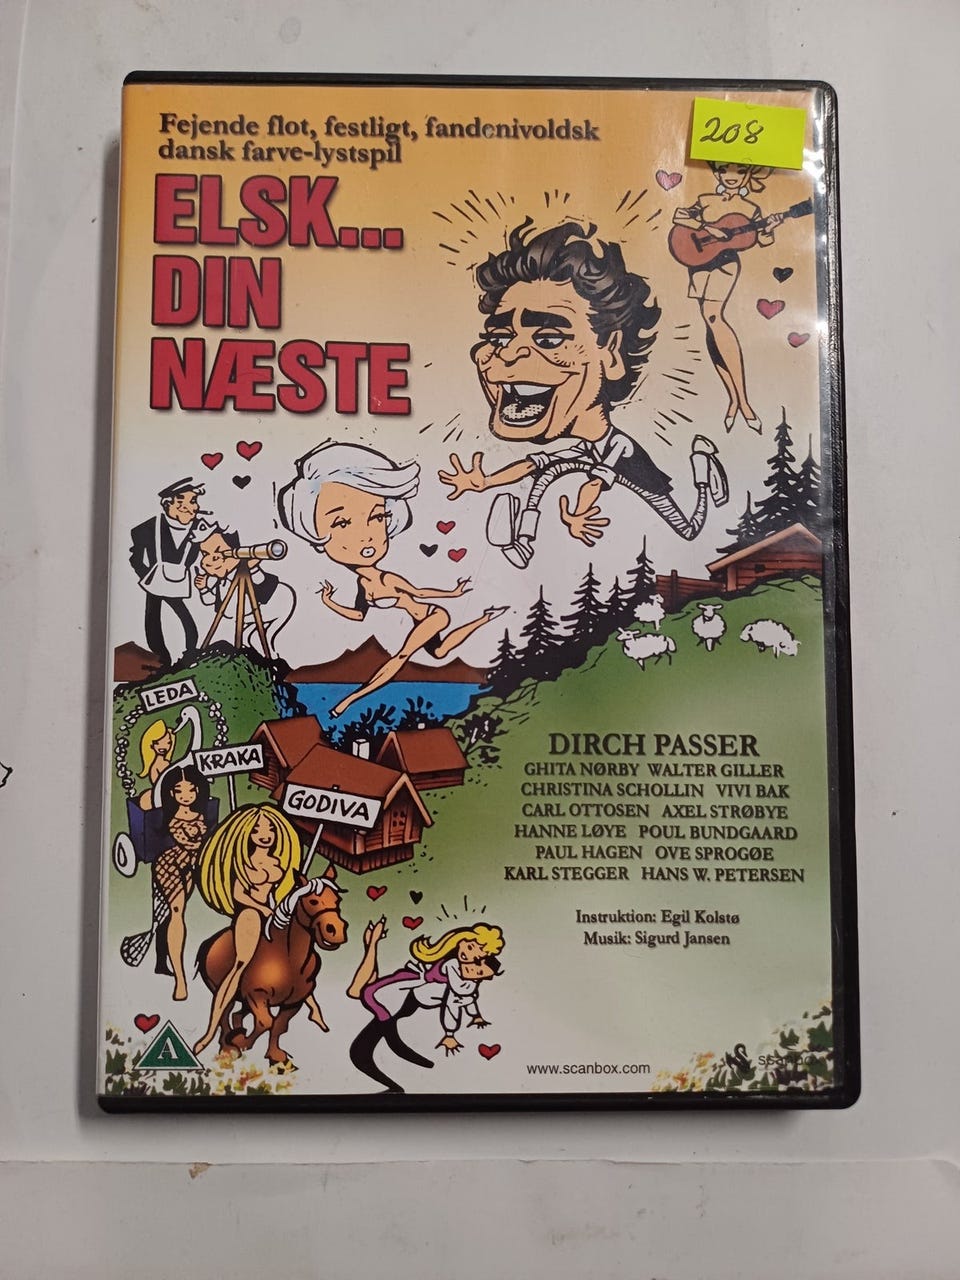 Fejende flot, festligt, fandenivoldsk
dansk farve-lystspil
208
ELSK...
DIN
NÆSTE
LEDA
KRAKA
GODIVA
DIRCH PASSER
GHITA NØRBY WALTER GILLER
CHRISTINA SCHOLLIN VIVI BAK
CARL OTTOSEN AXEL STRØBYE
HANNE LØYE POUL BUNDGAARD
PAUL HAGEN OVE SPROGØE
KARL STEGGER HANS W. PETERSEN
Instruktion: Egil Kolstø
Musik: Sigurd Jansen
A
www.scanbox.com
scanbox